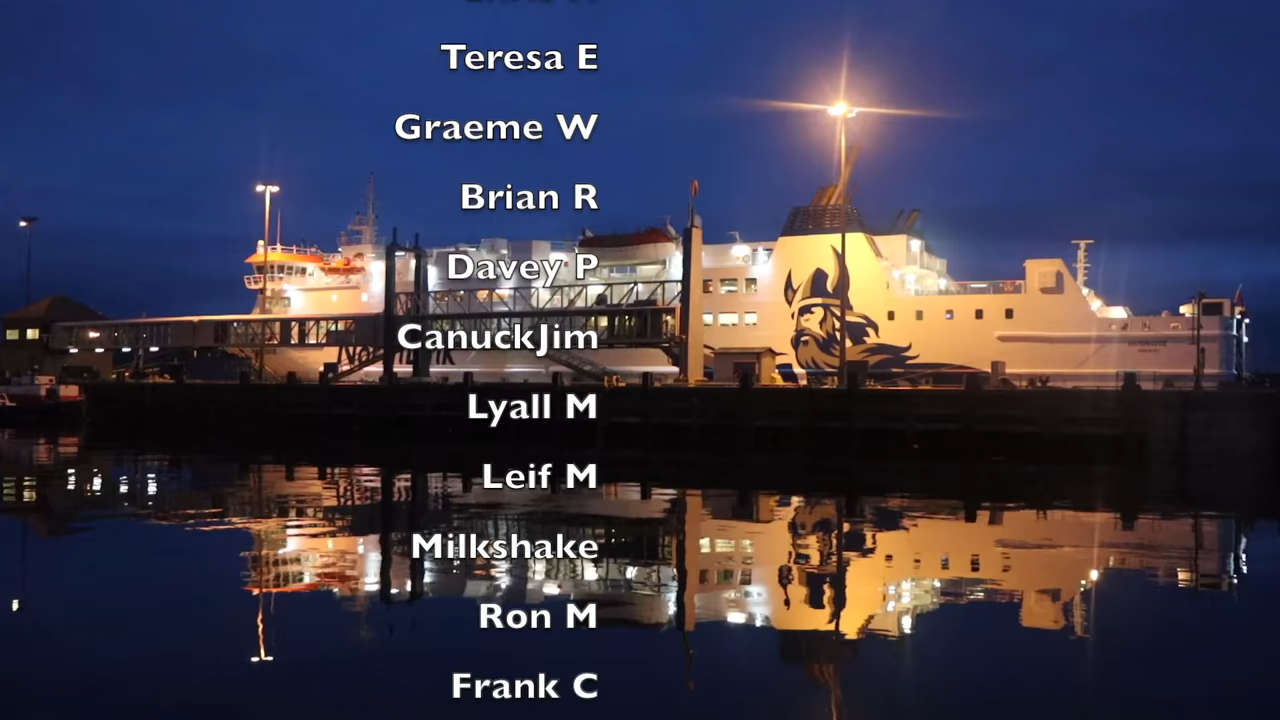 Teresa E
Graeme W
Brian R
Davey P
CanuckJim
Lyall M
Leif M
Milkshake
Ron M
Frank C